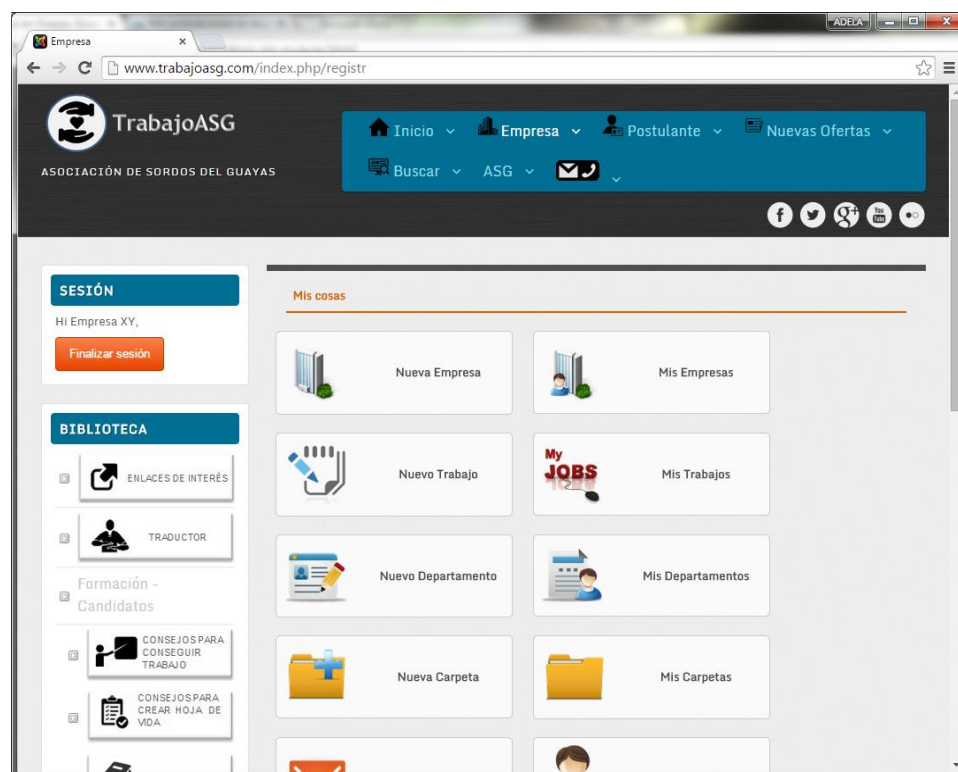 ADELA
Empresa
www.trabajoasg.com/index.php/registr
TrabajoASG
ASOCIACIÓN DE SORDOS DEL GUAYAS
Inicio
Empresa
Postulante
Nuevas Ofertas
Buscar
ASG
You
Tube
SESIÓN
Hi Empresa XY,
Finalizar sesión
BIBLIOTECA
ENLACES DE INTERÉS
TRADUCTOR
Formación -
Candidatos
CONSEJOS PARA
CONSEGUIR
TRABAJO
CONSEJOS PARA
CREAR HOJA DE
VIDA
Mis cosas
Nueva Empresa
Mis Empresas
Nuevo Trabajo
My
JOBS
Mis Trabajos
Nuevo Departamento
Mis Departamentos
Nueva Carpeta
Mis Carpetas